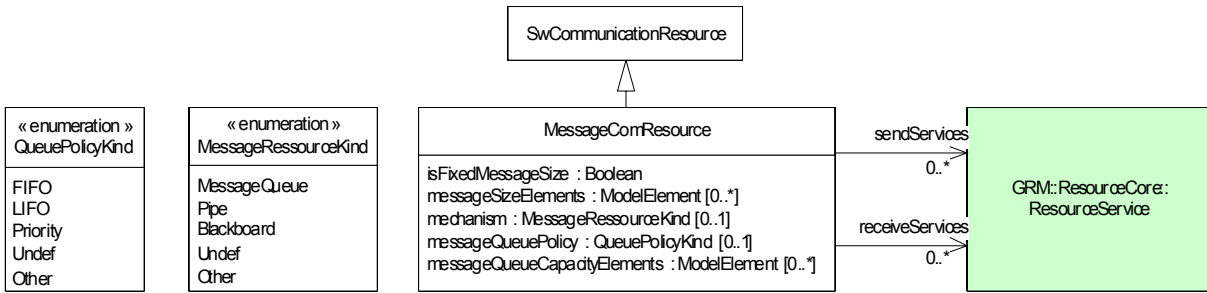 SwCommunicationResource
« enumeration »
QueuePolicyKind
FIFO
LIFO
Priority
Undef
Other
« enumeration »
MessageRessourceKind
MessageQueue
Pipe
Blackboard
Undef
Other
MessageComResource
isFixedMessageSize : Boolean
messageSizeElements : ModelElement [0..*]
mechanism : MessageRessourceKind [0..1]
messageQueuePolicy : QueuePolicyKind [0..1]
messageQueueCapacityElements : ModelElement [0..*]
sendServices
0..*
receiveServices
0..*
GRM::ResourceCore::
ResourceService